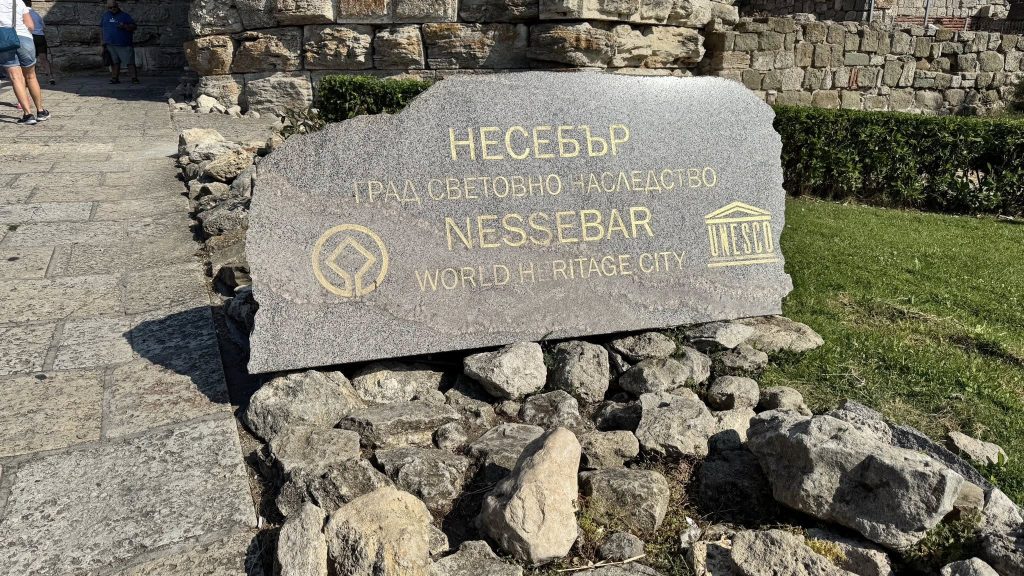 НЕСЕБЪР
ГРАД СВЕТОВНО НАСЛЕДСТВО
NESSEBAR
WORLD HERITAGE CITY
UNESCO